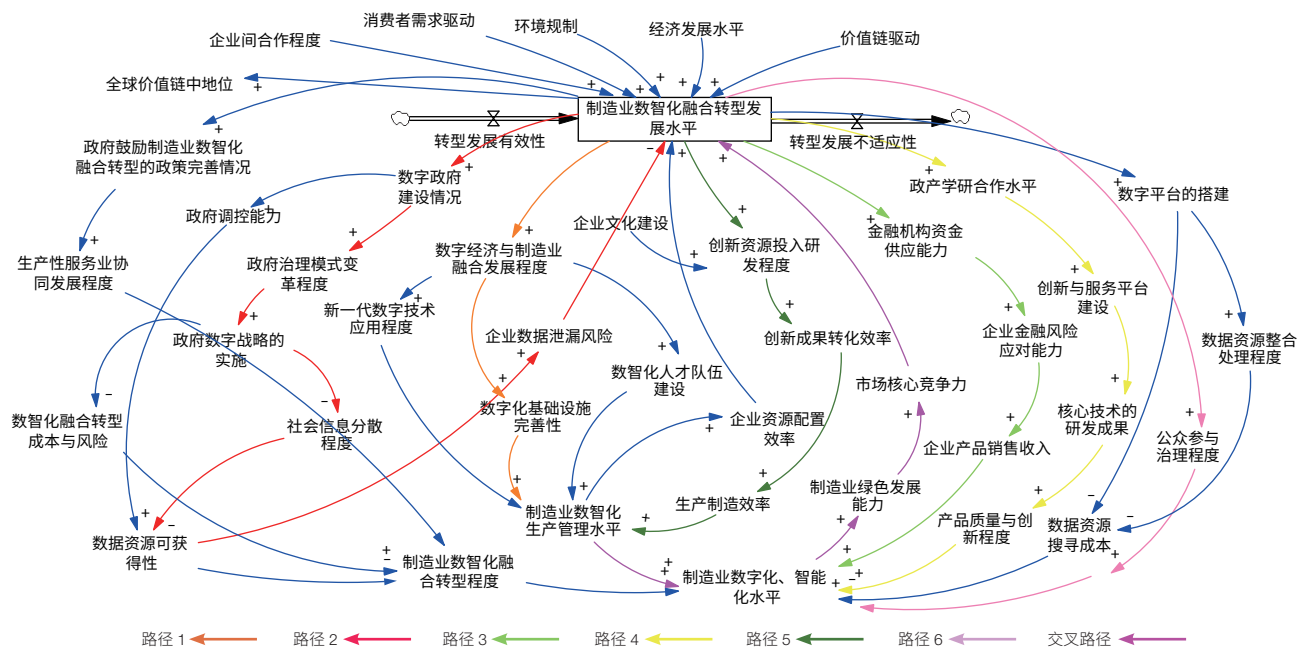 消费者需求驱动
环境规制
经济发展水平
价值链驱动
企业间合作程度
全球价值链中地位
+
+
+
+
+
+
制造业数智化融合转型发
展水平
转型发展有效性
转型发展不适应性
+
政府鼓励制造业数智化
融合转型的政策完善情况
-
+
+
+
数字政府
建设情况
+
政产学研合作水平
+
数字平台的搭建
政府调控能力
+
企业文化建设
金融机构资金
供应能力
+
生产性服务业协
同发展程度
+
政府治理模式变
革程度
+
数字经济与制造业
融合发展程度
+
创新资源投入研
发程度
+
+
创新与服务平台
建设
+
新一代数字技术
应用程度
+
政府数字战略的
实施
+
企业数据泄漏风险
+
创新成果转化效率
+
企业金融风险
应对能力
+
数据资源整合
处理程度
+
数智化人才队伍
建设
+
市场核心竞争力
数智化融合转型
成本与风险
-
社会信息分散
程度
-
数字化基础设施
完善性
+
企业资源配置
效率
+
+
核心技术的
研发成果
+
企业产品销售收入
+
公众参与
治理程度
+
制造业绿色发展
能力
+
生产制造效率
+
制造业数智化
生产管理水平
+
+
+
产品质量与创
新程度
+
数据资源
搜寻成本
-
-
数据资源可获
得性
+
-
制造业数智化融
合转型程度
+
-
制造业数字化、智能
化水平
+
+
+
+
-
+
+
路径 1
路径 2
路径 3
路径 4
路径 5
路径 6
交叉路径